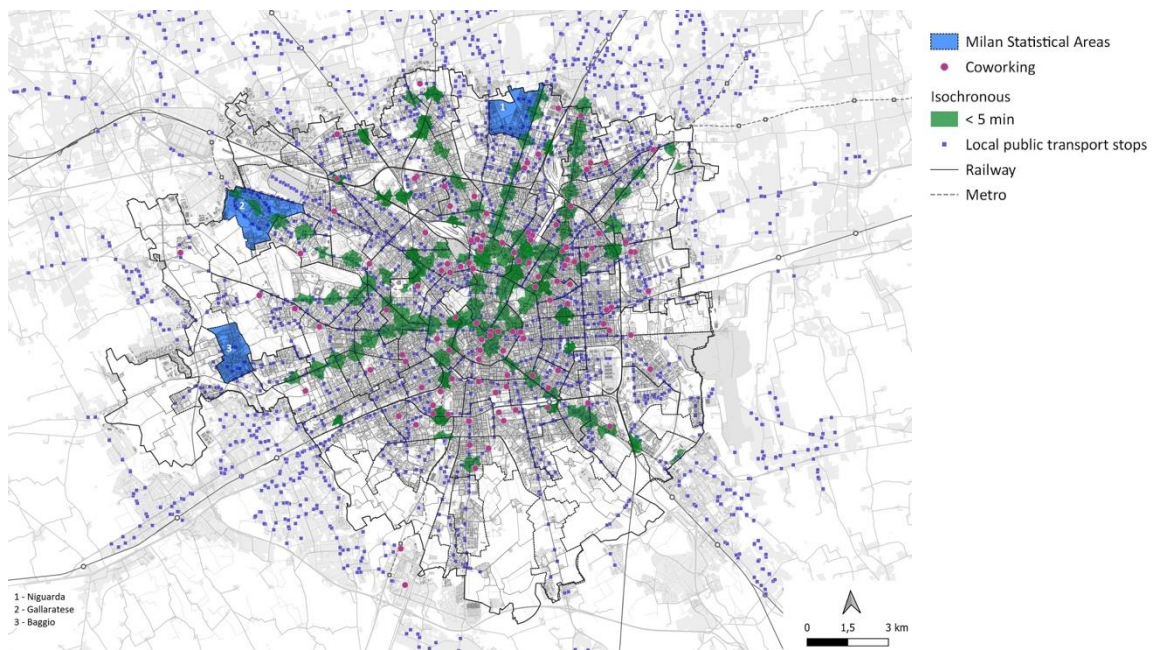 Milan Statistical Areas
Coworking
Isochronous
< 5 min
Local public transport stops
Railway
Metro
1
2
3
1 - Niguarda
2 - Gallaratese
3 - Baggio
0 1,5 3 km